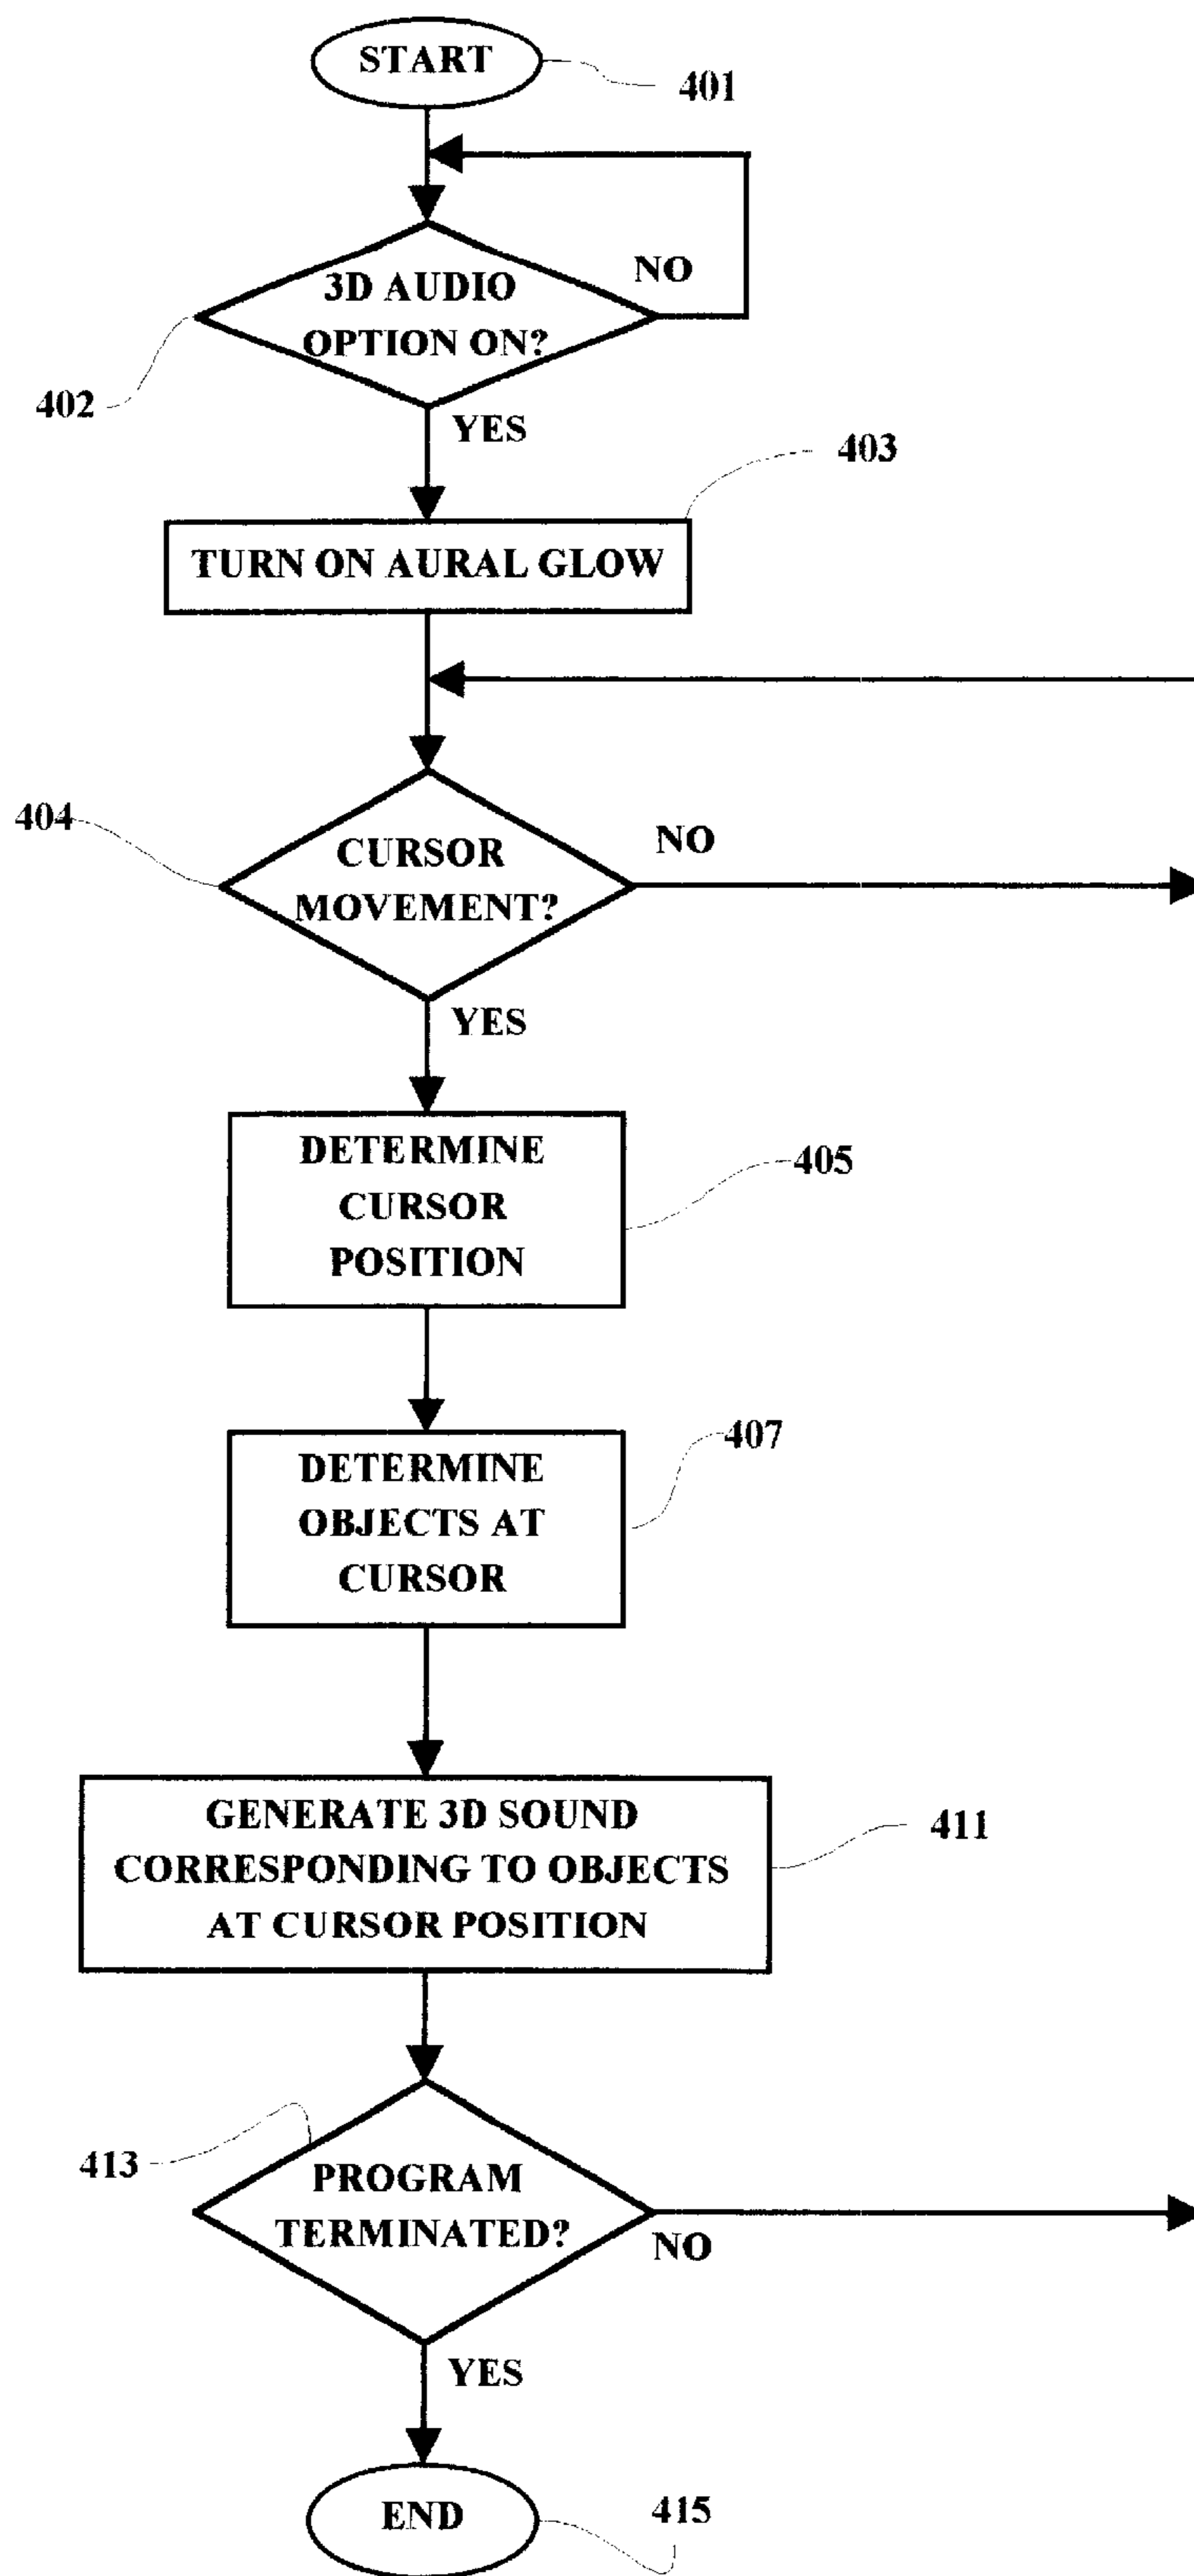 START
401
3D AUDIO
OPTION ON?
NO
402
YES
403
TURN ON AURAL GLOW
404
CURSOR
MOVEMENT?
NO
YES
DETERMINE
CURSOR
POSITION
405
DETERMINE
OBJECTS AT
CURSOR
407
GENERATE 3D SOUND
CORRESPONDING TO OBJECTS
AT CURSOR POSITION
411
413
PROGRAM
TERMINATED?
NO
YES
END
415